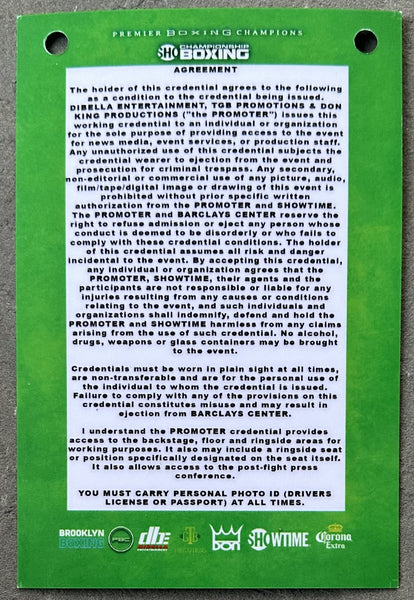 PREMIER BOXING CHAMPIONS
SHO CHAMPIONSHIP
BOXING
AGREEMENT
The holder of this credential agrees to the following
as a condition to the credential being issued.
DIBELLA ENTERTAINMENT, TGB PROMOTIONS & DON
KING PRODUCTIONS ("the PROMOTER") issues this
working credential to an individual or organization
for the sole purpose of providing access to the event
for news media, event services, or production staff.
Any unauthorized use of this credential subjects the
credential wearer to ejection from the event and
prosecution for criminal trespass. Any secondary,
non-editorial or commercial use of any picture, audio,
film/tape/digital image or drawing of this event is
prohibited without prior specific written
authorization from the PROMOTER and SHOWTIME.
The PROMOTER and BARCLAYS CENTER reserve the
right to refuse admission or eject any person whose
conduct is deemed to be disorderly or who fails to
comply with these credential conditions. The holder
of this credential assumes all risk and danger
incidental to the event. By accepting this credential,
any individual or organization agrees that the
PROMOTER, SHOWTIME, their agents and the
participants are not responsible or liable for any
injuries resulting from any causes or conditions
relating to the event, and such individuals and
organizations shall indemnify, defend and hold the
PROMOTER and SHOWTIME harmless from any claims
arising from the use of such credential. No alcohol,
drugs, weapons or glass containers may be brought
to the event.
Credentials must be worn in plain sight at all times,
are non-transferable and are for the personal use of
the individual to whom the credential is issued.
Failure to comply with any of the provisions on this
credential constitutes misuse and may result in
ejection from BARCLAYS CENTER.
I understand the PROMOTER credential provides
access to the backstage, floor and ringside areas for
working purposes. It also may include a ringside seat
or position specifically designated on the seat itself.
It also allows access to the post-fight press
conference.
YOU MUST CARRY PERSONAL PHOTO ID (DRIVERS
LICENSE OR PASSPORT) AT ALL TIMES.
BROOKLYN
BOXING
PBC
dbe
DON
SHOWTIME
Corona
Extra